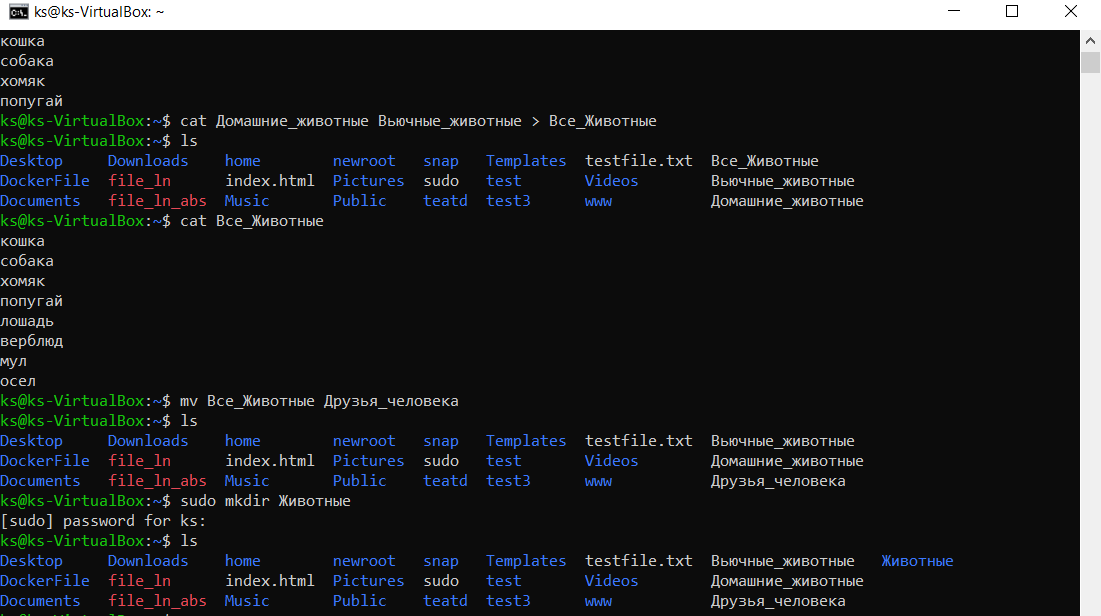 ks@ks-VirtualBox: ~
кошка
собака
хомяк
попугай
ks@ks-VirtualBox:~$ cat Домашние_животные Вьючные_животные > Все_Животные
ks@ks-VirtualBox:~$ ls
Desktop Downloads home newroot snap Templates testfile.txt Все_Животные
DockerFile file_ln index.html Pictures sudo test Videos Вьючные_животные
Documents file_ln_abs Music Public teatd test3 www Домашние_животные
ks@ks-VirtualBox:~$ cat Все_Животные
кошка
собака
хомяк
попугай
лошадь
верблюд
мул
осел
ks@ks-VirtualBox:~$ mv Все_Животные Друзья_человека
ks@ks-VirtualBox:~$ ls
Desktop Downloads home newroot snap Templates testfile.txt Вьючные_животные
DockerFile file_ln index.html Pictures sudo test Videos Домашние_животные
Documents file_ln_abs Music Public teatd test3 www Друзья_человека
ks@ks-VirtualBox:~$ sudo mkdir Животные
[sudo] password for ks:
ks@ks-VirtualBox:~$ ls
Desktop Downloads home newroot snap Templates testfile.txt Вьючные_животные Животные
DockerFile file_ln index.html Pictures sudo test Videos Домашние_животные
Documents file_ln_abs Music Public teatd test3 www Друзья_человека